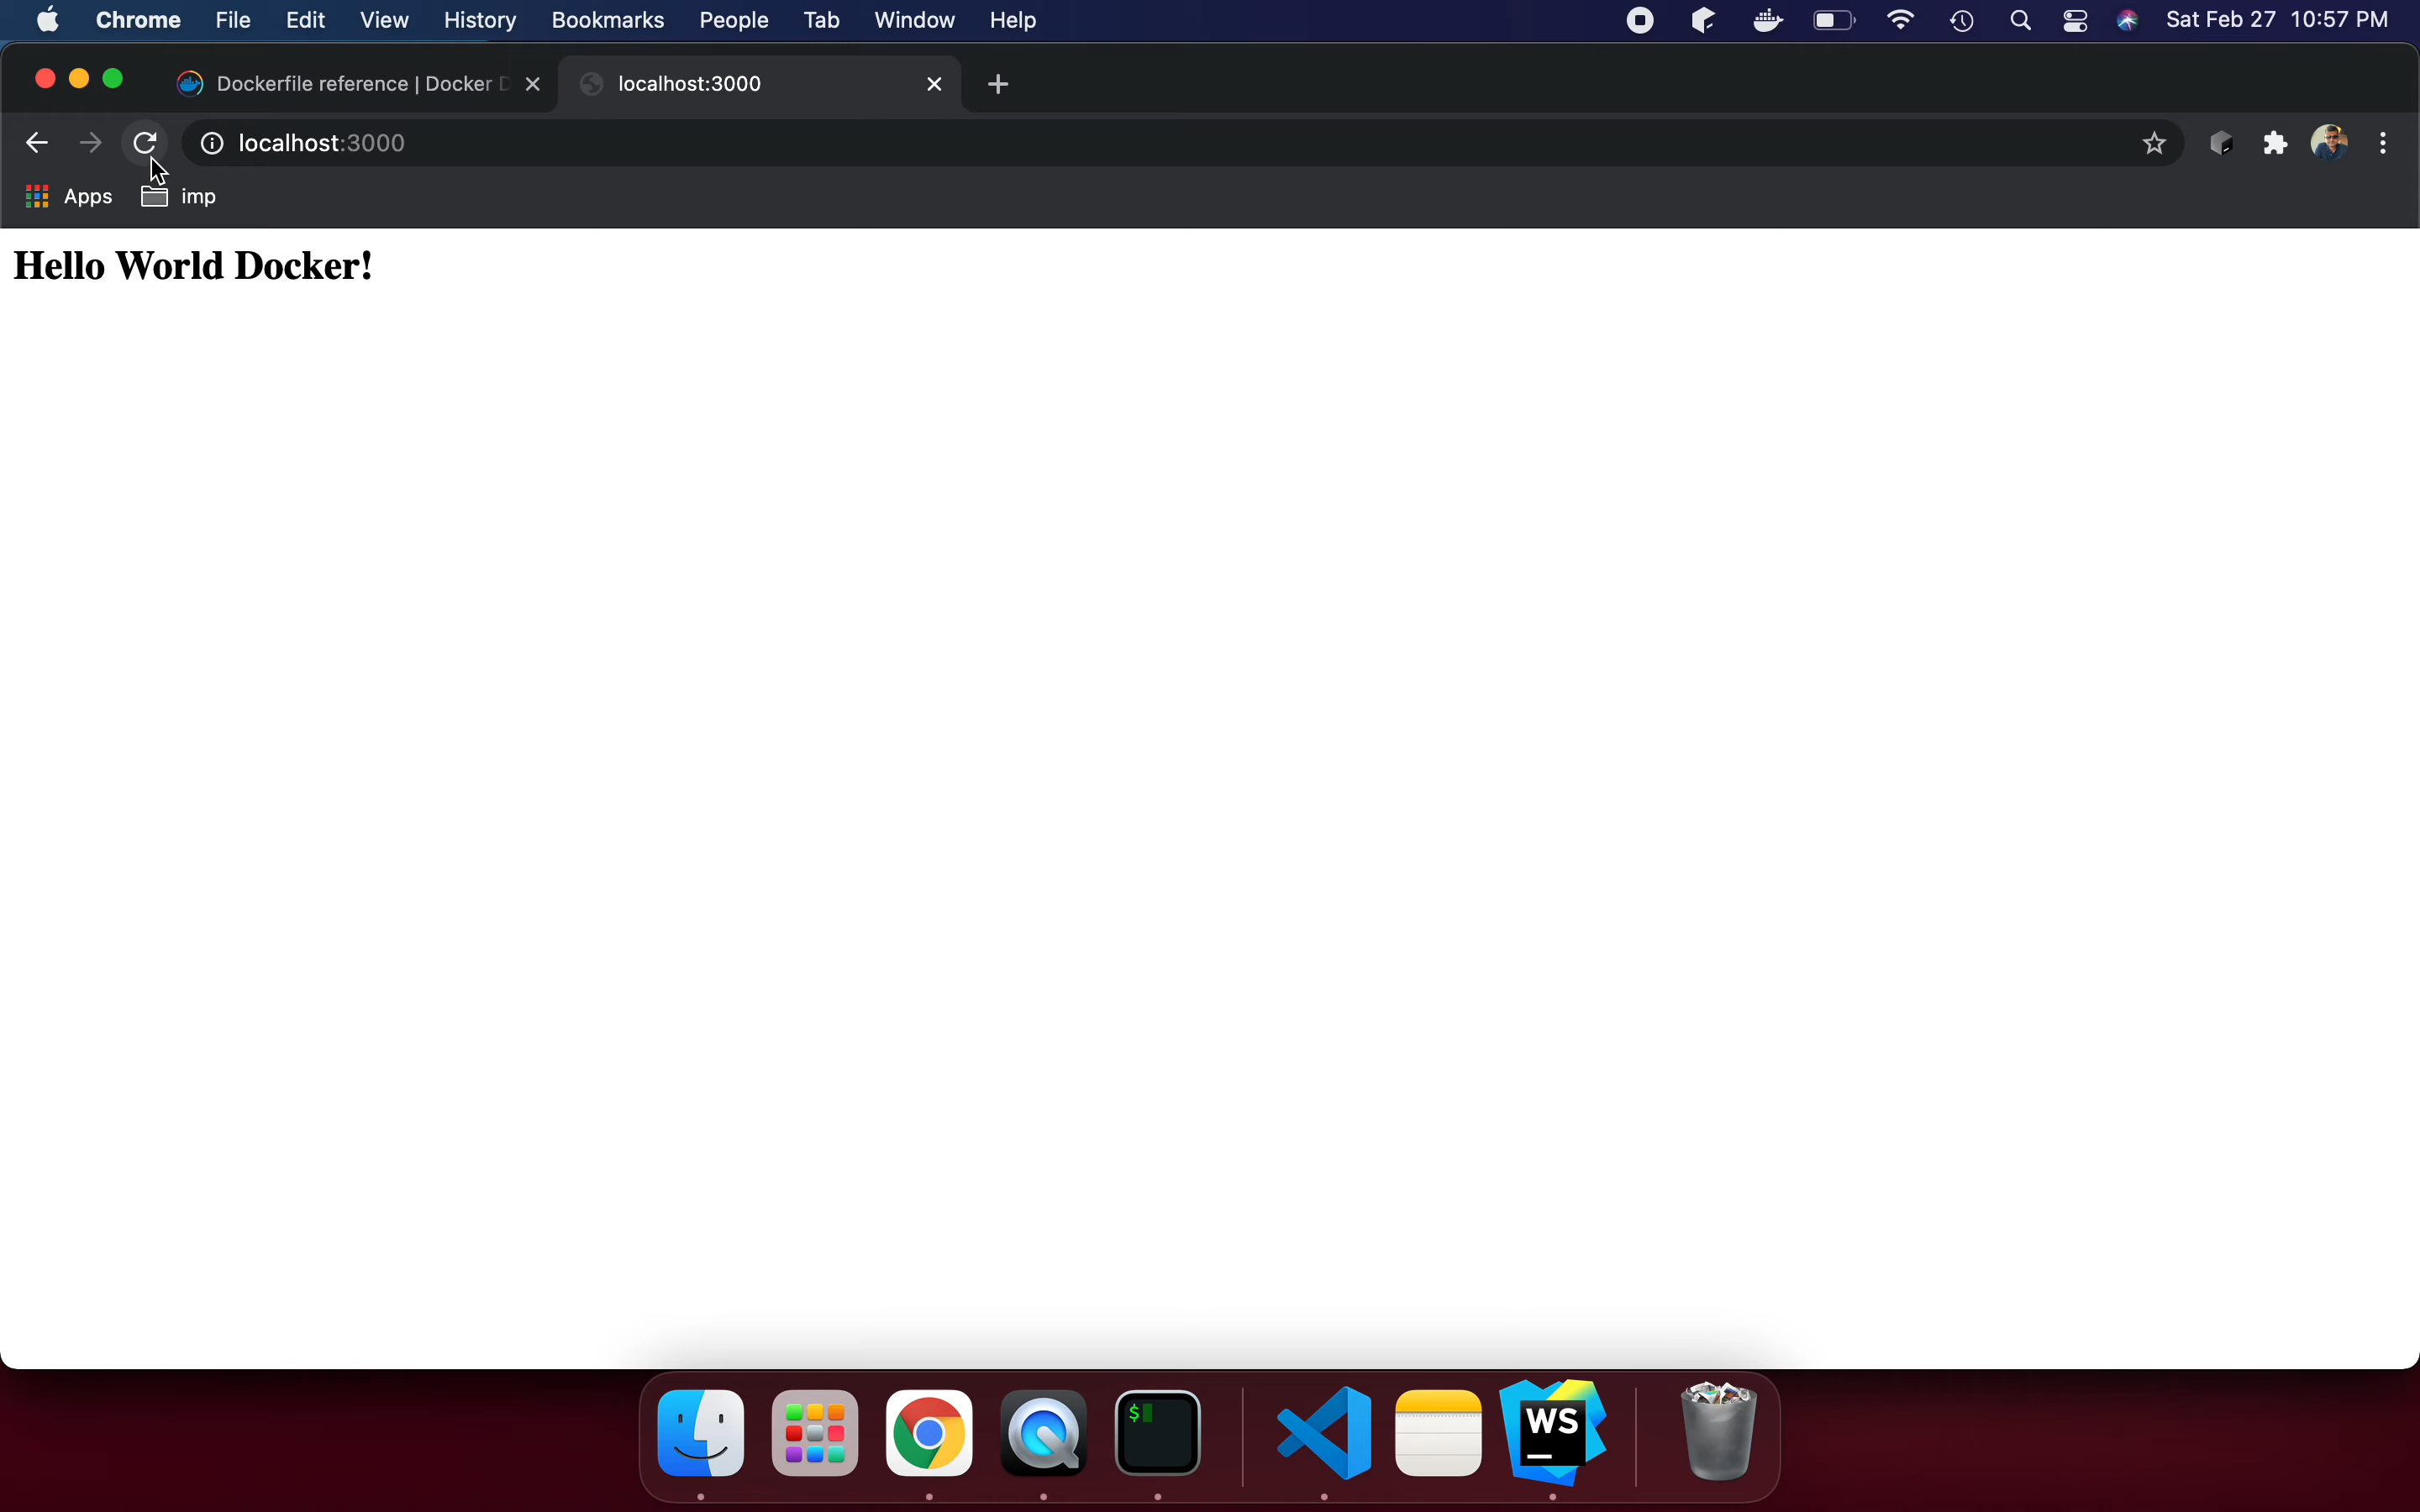 Chrome File Edit View History Bookmarks People Tab Window Help Sat Feb 27 10:57 PM
Dockerfile reference | Docker D localhost:3000
localhost:3000
Apps imp
Hello World Docker!
$
WS